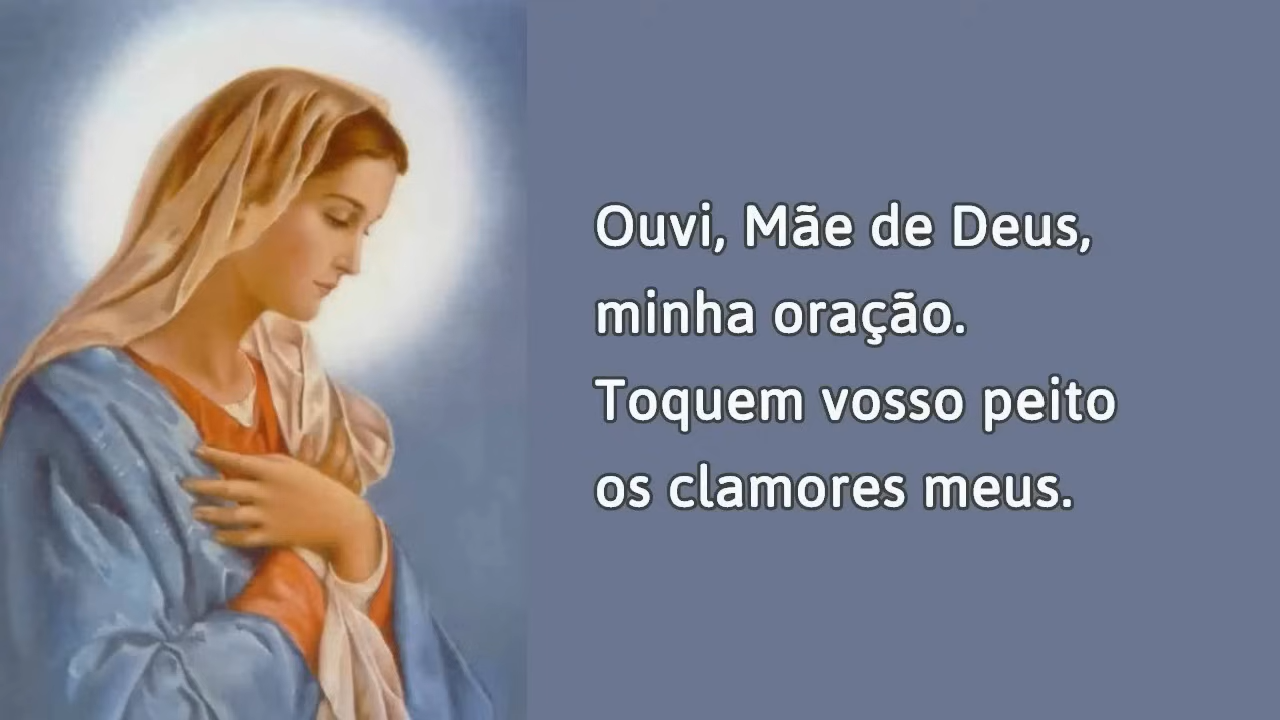 Ouvi, Mãe de Deus,
minha oração.
Toquem vosso peito
os clamores meus.